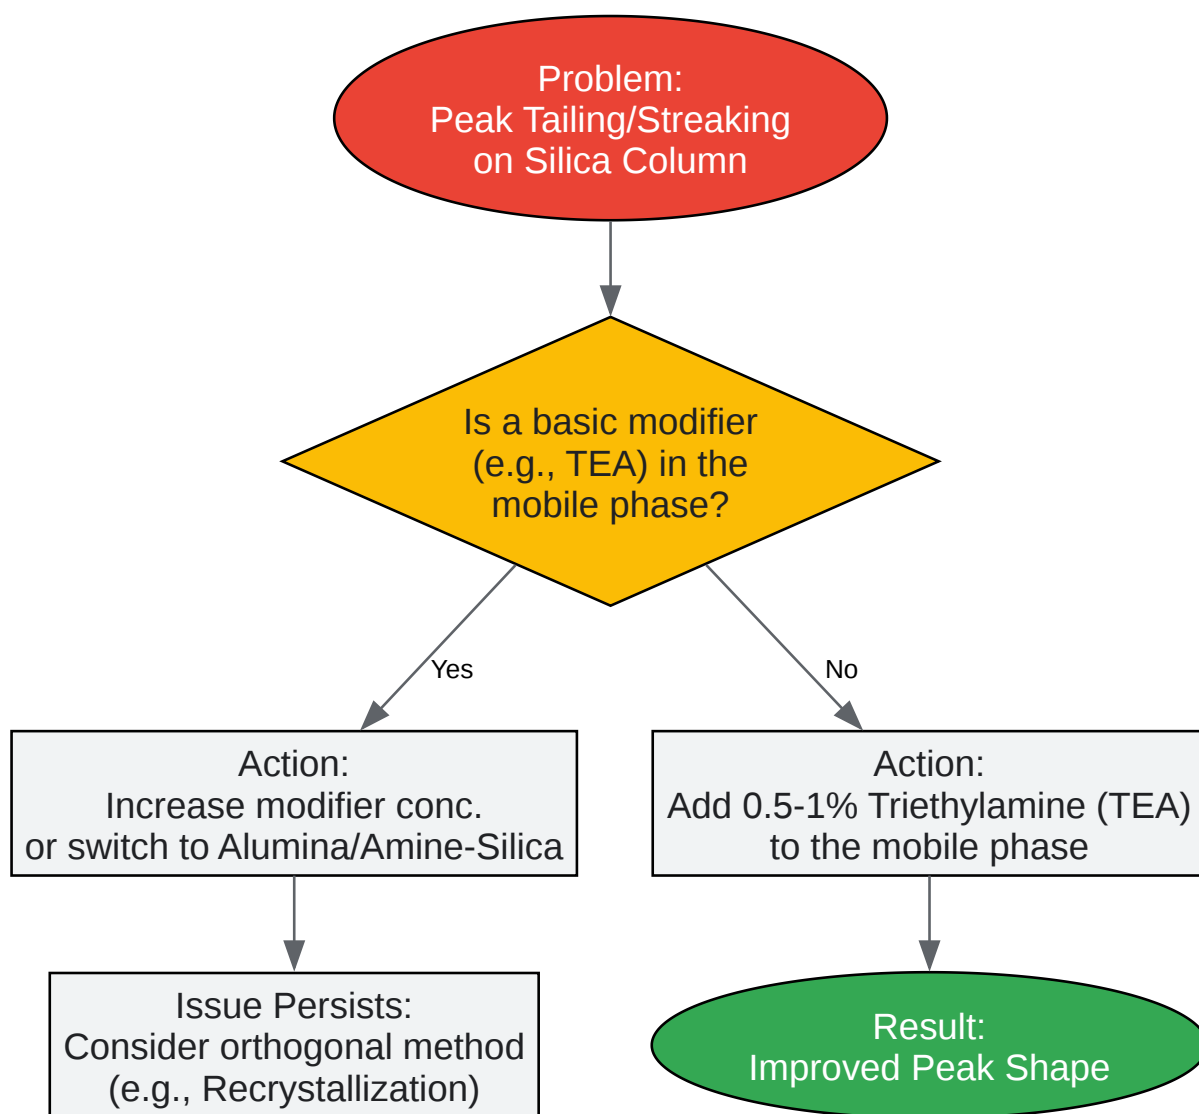 Problem:
Peak Tailing/Streaking
on Silica Column
Is a basic modifier
(e.g., TEA) in the
mobile phase?
Yes
No
Action:
Increase modifier conc.
or switch to Alumina/Amine-Silica
Action:
Add 0.5-1% Triethylamine (TEA)
to the mobile phase
Issue Persists:
Consider orthogonal method
(e.g., Recrystallization)
Result:
Improved Peak Shape